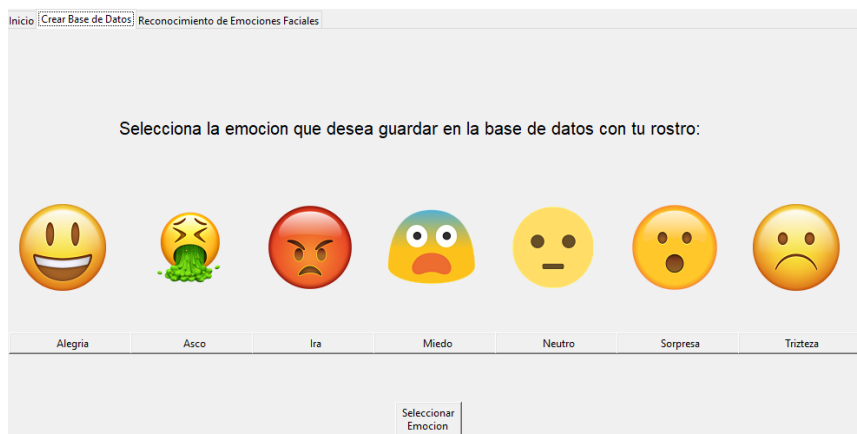 Inicio Crear Base de Datos Reconocimiento de Emociones Faciales
Selecciona la emocion que desea guardar en la base de datos con tu rostro:
Alegria Asco Ira Miedo Neutro Sorpresa Trizteza
Seleccionar
Emocion